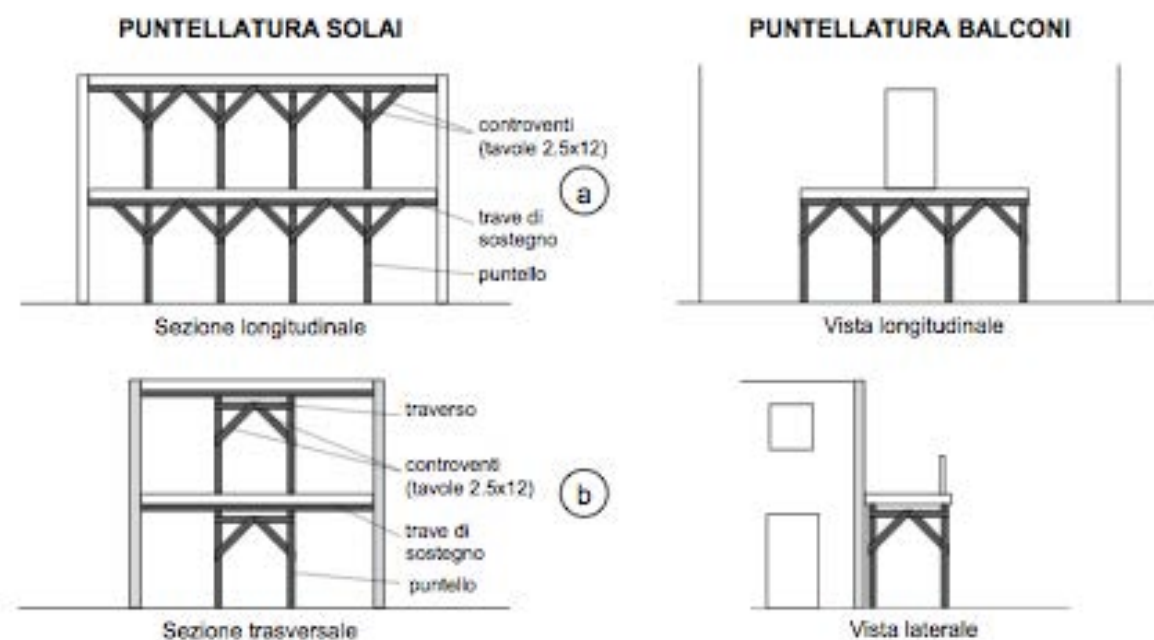 PUNTELLATURA SOLAI
PUNTELLATURA BALCONI
controventi
(tavole 2.5x12)
a
trave di
sostegno
puntello
Sezione longitudinale
Vista longitudinale
traverso
controventi
(tavole 2.5x12)
b
trave di
sostegno
puntello
Sezione trasversale
Vista laterale